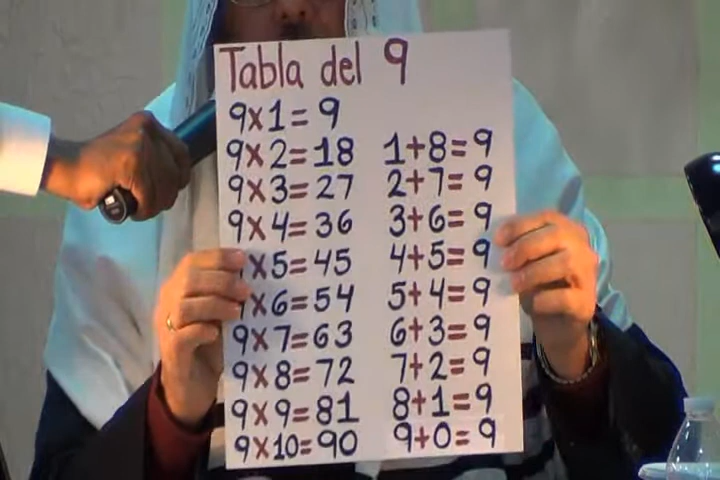 Tabla del 9
9x1=9
9x2=18 1+8=9
9x3=27 2+7=9
9x4=36 3+6=9
x5=45 4+5=9
x6=54 5+4=9
9x7=63 6+3=9
9x8=72 7+2=9
9x9=81 8+1=9
9x10=90 9+0=9